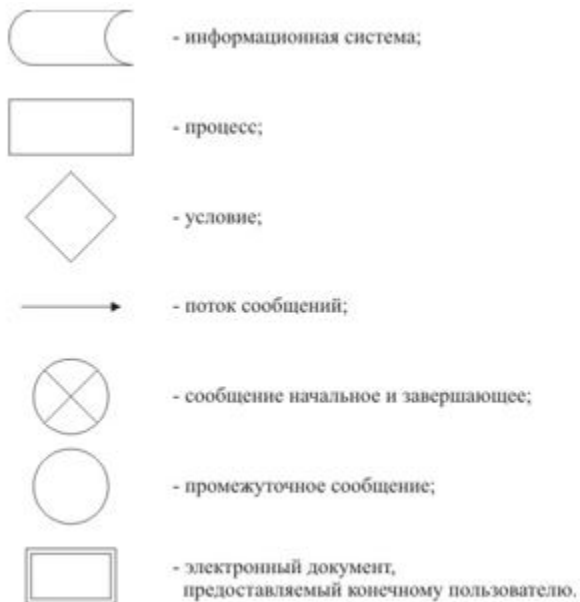 - информационная система;
- процесс;
- условие;
- поток сообщений;
- сообщение начальное и завершающее;
- промежуточное сообщение;
- электронный документ,
предоставляемый конечному пользователю.